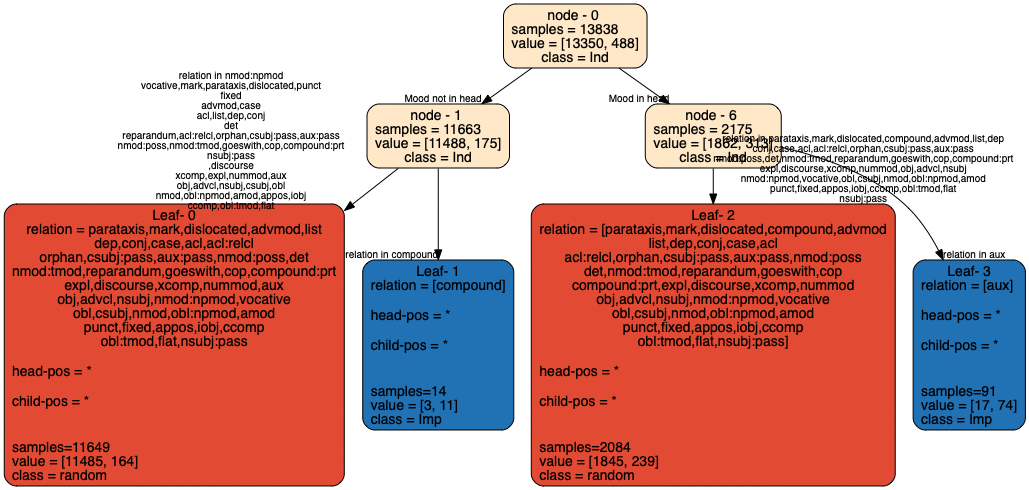 node - 0
samples = 13838
value = [13350, 488]
class = Ind
relation in nmod:npmod
vocative,mark,parataxis,dislocated,punct
fixed
advmod,case
acl,list,dep,conj
det
reparandum,acl:relcl,orphan,csubj:pass,aux:pass
nmod:poss,nmod:tmod,goeswith,cop,compound:prt
nsubj:pass
,discourse
xcomp,expl,nummod,aux
obj,advcl,nsubj,csubj,obl
nmod,obl:npmod,amod,appos,iobj
ccomp,obl:tmod,flat
Mood not in head
Mood in head
node - 1
samples = 11663
value = [11488, 175]
class = Ind
node - 6
samples = 2175
value = [1862, 313]
class = Ind
relation in parataxis,mark,dislocated,compound,advmod,list,dep
conj,case,acl,acl:relcl,orphan,csubj:pass,aux:pass
nmod:poss,det,nmod:tmod,reparandum,goeswith,cop,compound:prt
expl,discourse,xcomp,nummod,obj,advcl,nsubj
nmod:npmod,vocative,obl,csubj,nmod,obl:npmod,amod
punct,fixed,appos,iobj,ccomp,obl:tmod,flat
nsubj:pass
relation in compound
relation in aux
Leaf- 0
relation = parataxis,mark,dislocated,advmod,list
dep,conj,case,acl,acl:relcl
orphan,csubj:pass,aux:pass,nmod:poss,det
nmod:tmod,reparandum,goeswith,cop,compound:prt
expl,discourse,xcomp,nummod,aux
obj,advcl,nsubj,nmod:npmod,vocative
obl,csubj,nmod,obl:npmod,amod
punct,fixed,appos,iobj,ccomp
obl:tmod,flat,nsubj:pass
head-pos = *
child-pos = *
samples=11649
value = [11485, 164]
class = random
Leaf- 1
relation = [compound]
head-pos = *
child-pos = *
samples=14
value = [3, 11]
class = Imp
Leaf- 2
relation = [parataxis,mark,dislocated,compound,advmod
list,dep,conj,case,acl
acl:relcl,orphan,csubj:pass,aux:pass,nmod:poss
det,nmod:tmod,reparandum,goeswith,cop
compound:prt,expl,discourse,xcomp,nummod
obj,advcl,nsubj,nmod:npmod,vocative
obl,csubj,nmod,obl:npmod,amod
punct,fixed,appos,iobj,ccomp
obl:tmod,flat,nsubj:pass]
head-pos = *
child-pos = *
samples=2084
value = [1845, 239]
class = random
Leaf- 3
relation = [aux]
head-pos = *
child-pos = *
samples=91
value = [17, 74]
class = Imp